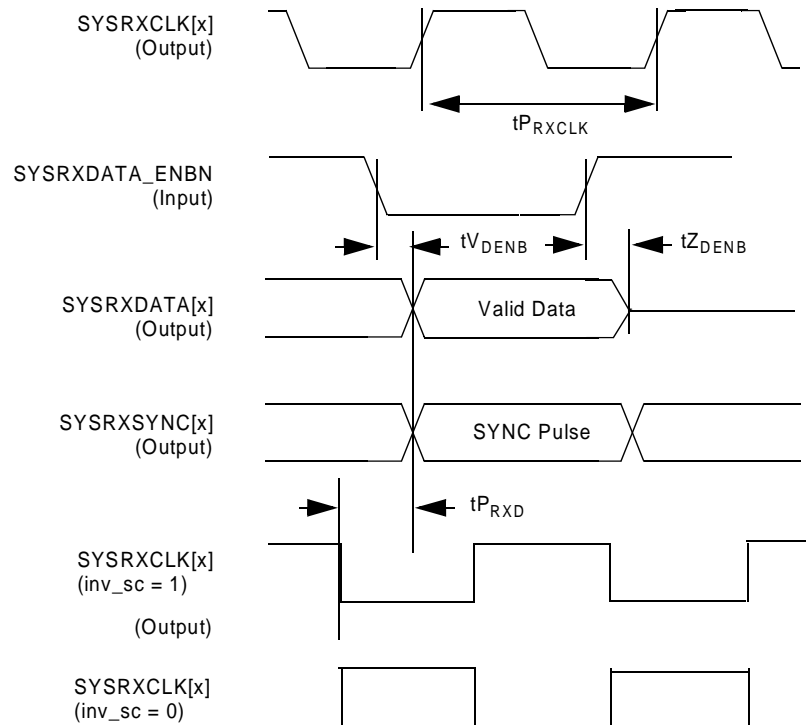 SYSRXCLK[x]
(Output)
tPRXCLK
SYSRXDATA_ENBN
(Input)
tVDENB
tZDENB
SYSRXDATA[x]
(Output)
Valid Data
SYSRXSYNC[x]
(Output)
SYNC Pulse
tPRXD
SYSRXCLK[x]
(inv_sc = 1)
(Output)
SYSRXCLK[x]
(inv_sc = 0)